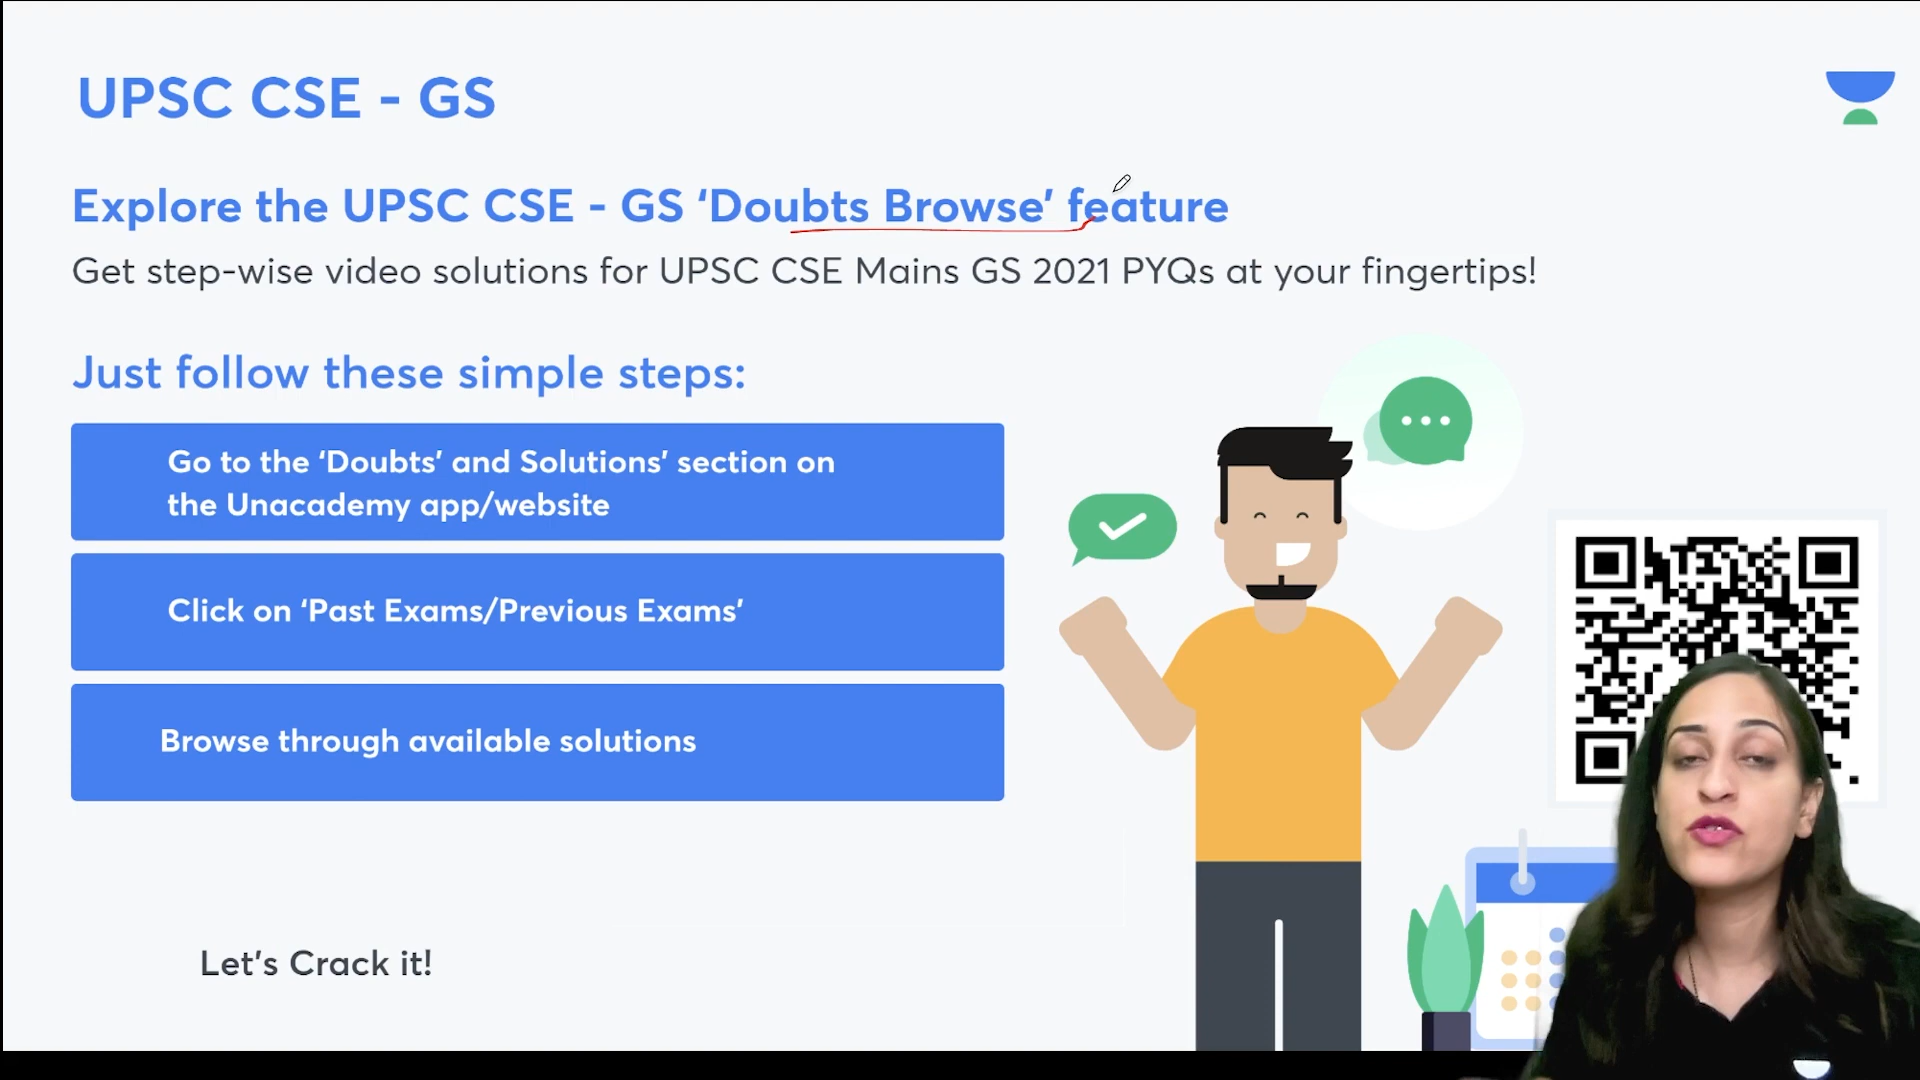 UPSC CSE - GS
Explore the UPSC CSE - GS ‘Doubts Browse’ feature
Get step-wise video solutions for UPSC CSE Mains GS 2021 PYQs at your fingertips!
Just follow these simple steps:
Go to the ‘Doubts’ and Solutions’ section on
the Unacademy app/website
Click on ‘Past Exams/Previous Exams’
Browse through available solutions
Let’s Crack it!